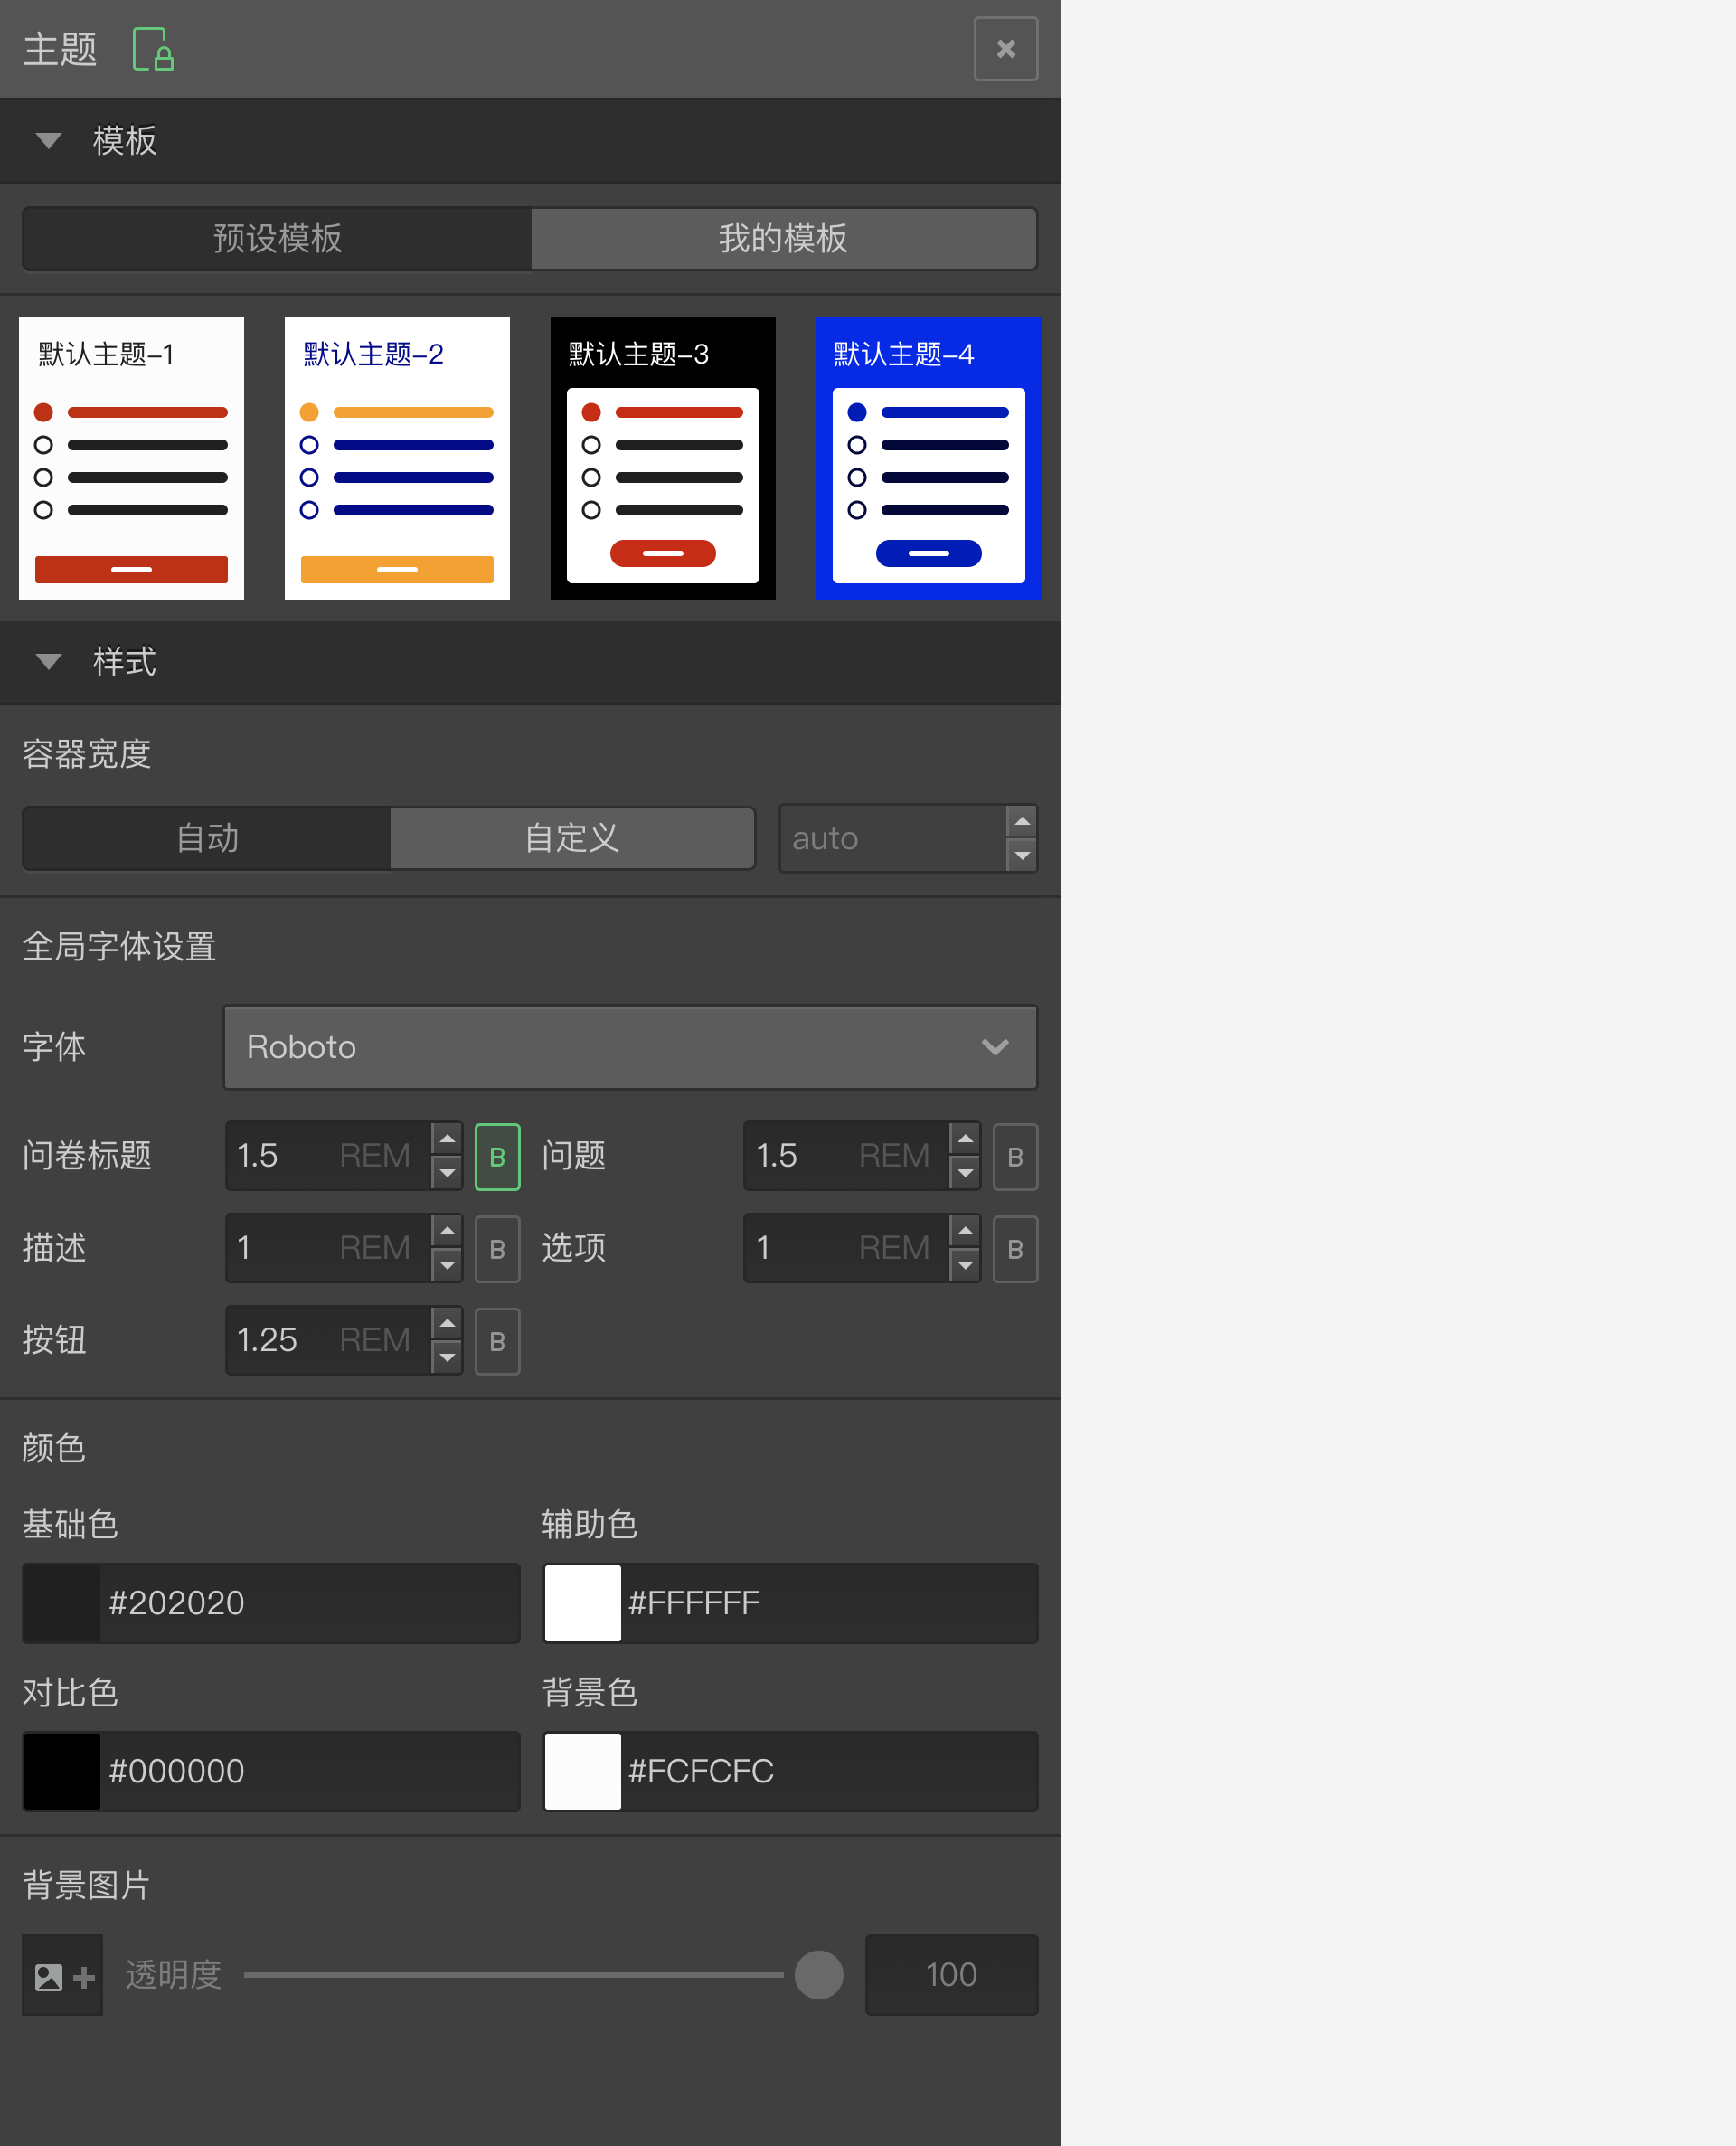 主题
模板
预设模板 我的模板
默认主题-1 默认主题-2 默认主题-3 默认主题-4
样式
容器宽度
自动 自定义 auto
全局字体设置
字体 Roboto
问卷标题 1.5 REM B 问题 1.5 REM B
描述 1 REM B 选项 1 REM B
按钮 1.25 REM B
颜色
基础色 辅助色
#202020 #FFFFFF
对比色 背景色
#000000 #FCFCFC
背景图片
透明度 100